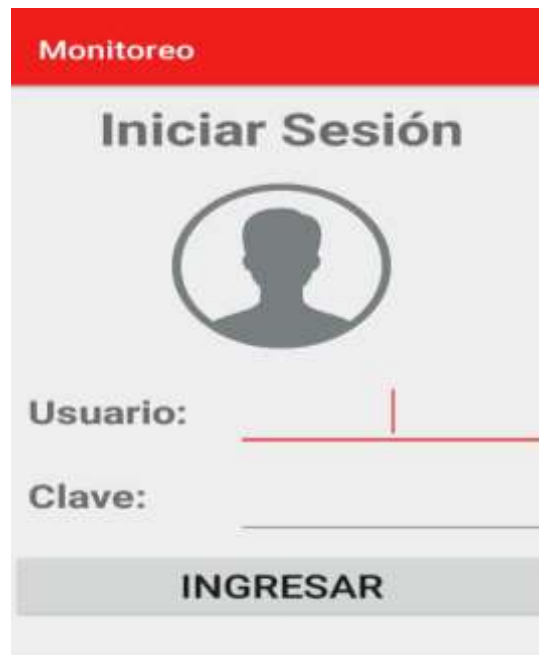 Monitoreo
Iniciar Sesión
Usuario:
Clave:
INGRESAR